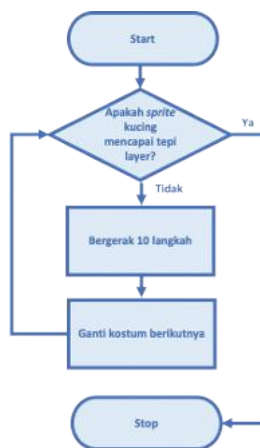 Start
Apakah sprite
kucing
mencapai tepi
layer?
Ya
Tidak
Bergerak 10 langkah
Ganti kostum berikutnya
Stop